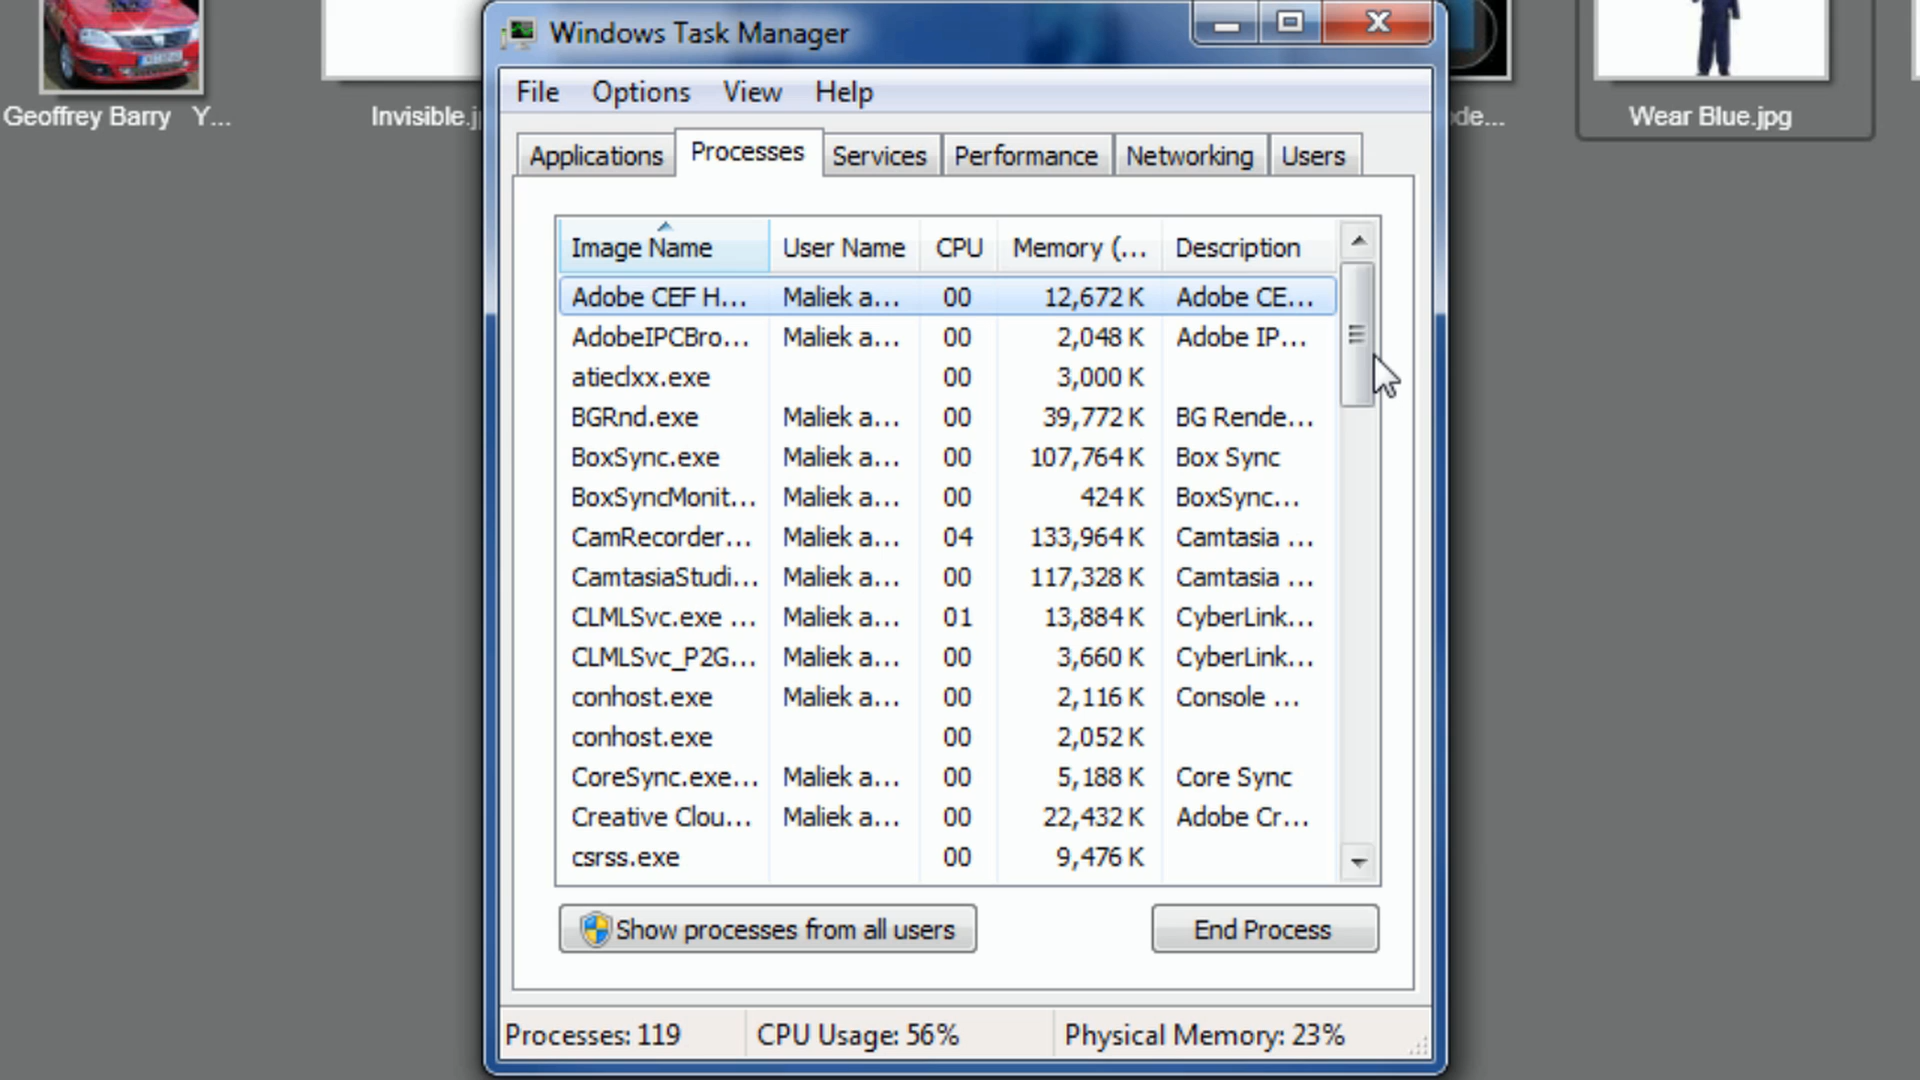 Windows Task Manager
File Options View Help
Geoffrey Barry Y...
Invisible.j
de...
Wear Blue.jpg
Applications Processes Services Performance Networking Users
Image Name User Name CPU Memory (... Description
Adobe CEF H... Maliek a... 00 12,672 K Adobe CE...
AdobeIPCBro... Maliek a... 00 2,048 K Adobe IP...
atieclxx.exe 00 3,000 K
BGRnd.exe Maliek a... 00 39,772 K BG Rende...
BoxSync.exe Maliek a... 00 107,764 K Box Sync
BoxSyncMonit... Maliek a... 00 424 K BoxSync...
CamRecorder... Maliek a... 04 133,964 K Camtasia ...
CamtasiaStudi... Maliek a... 00 117,328 K Camtasia ...
CLMLSvc.exe ... Maliek a... 01 13,884 K CyberLink...
CLMLSvc_P2G... Maliek a... 00 3,660 K CyberLink...
conhost.exe Maliek a... 00 2,116 K Console ...
conhost.exe 00 2,052 K
CoreSync.exe... Maliek a... 00 5,188 K Core Sync
Creative Clou... Maliek a... 00 22,432 K Adobe Cr...
csrss.exe 00 9,476 K
Show processes from all users End Process
Processes: 119 CPU Usage: 56% Physical Memory: 23%